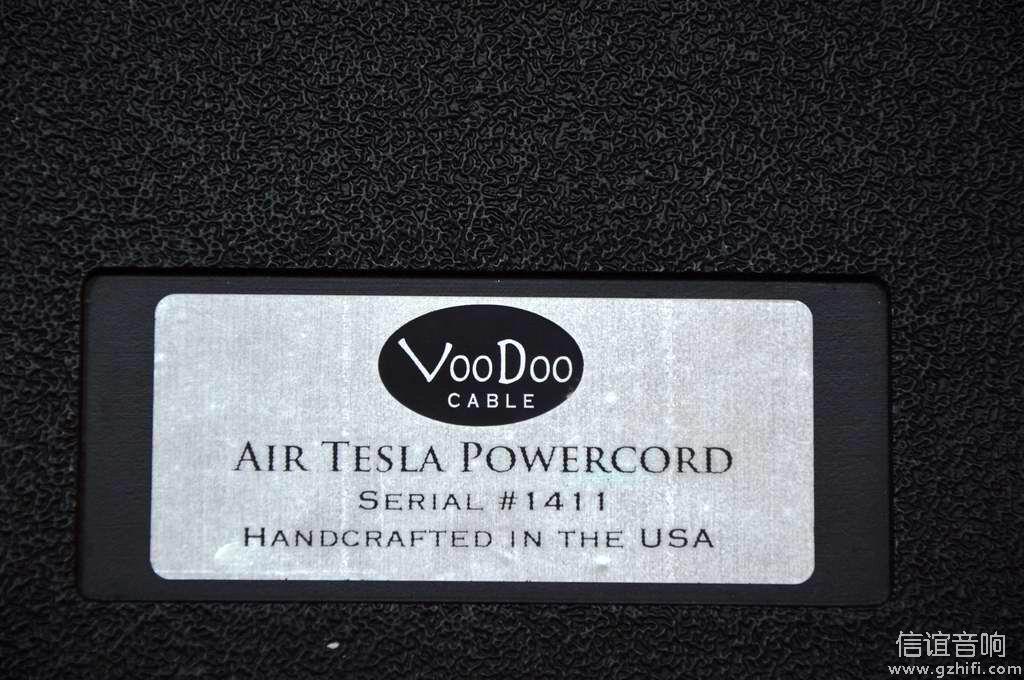 VooDoo
CABLE
AIR TESLA POWERCORD
SERIAL #1411
HANDCRAFTED IN THE USA
信谊音响
www.gzhifi.com